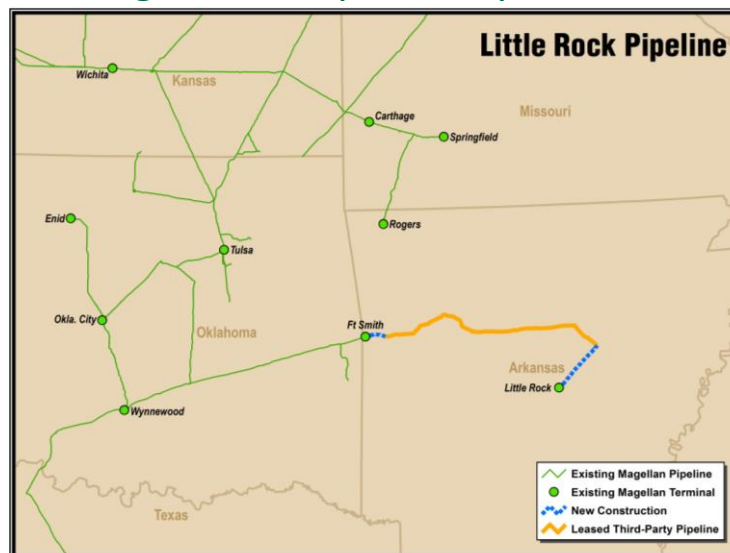 Little Rock Pipeline
Wichita
Kansas
Carthage
Missouri
Springfield
Enid
Rogers
Tulsa
Okla. City
Oklahoma
Ft Smith
Arkansas
Little Rock
Wynnewood
Texas
Existing Magellan Pipeline
Existing Magellan Terminal
New Construction
Leased Third-Party Pipeline